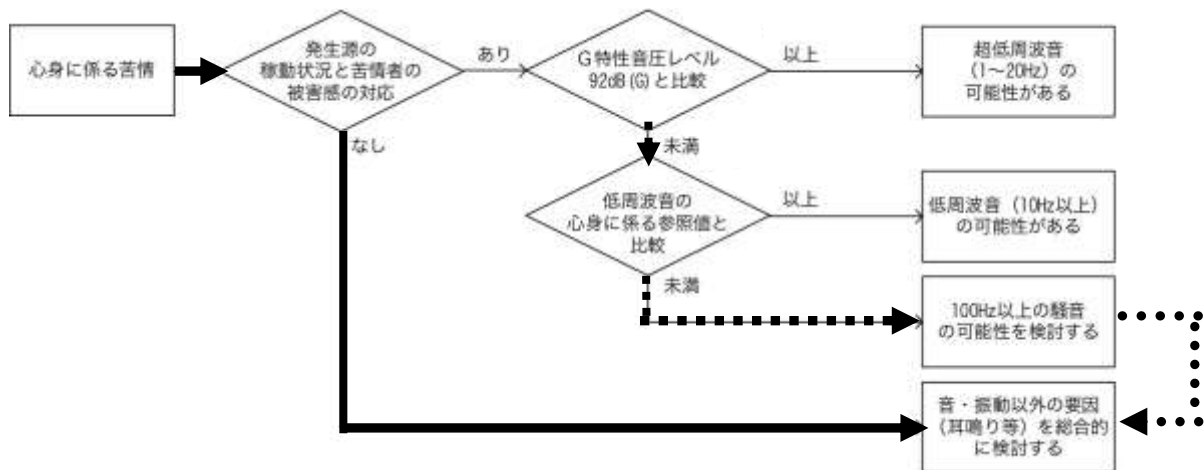 心身に係る苦情
発生源の
稼動状況と苦情者の
被害感の対応
あり
なし
G特性音圧レベル
92dB(G)と比較
以上
未満
超低周波音
(1~20Hz)の
可能性がある
低周波音の
心身に係る参照値と
比較
以上
未満
低周波音(10Hz以上)
の可能性がある
100Hz以上の騒音
の可能性を検討する
音・振動以外の要因
(耳鳴り等)を総合的
に検討する